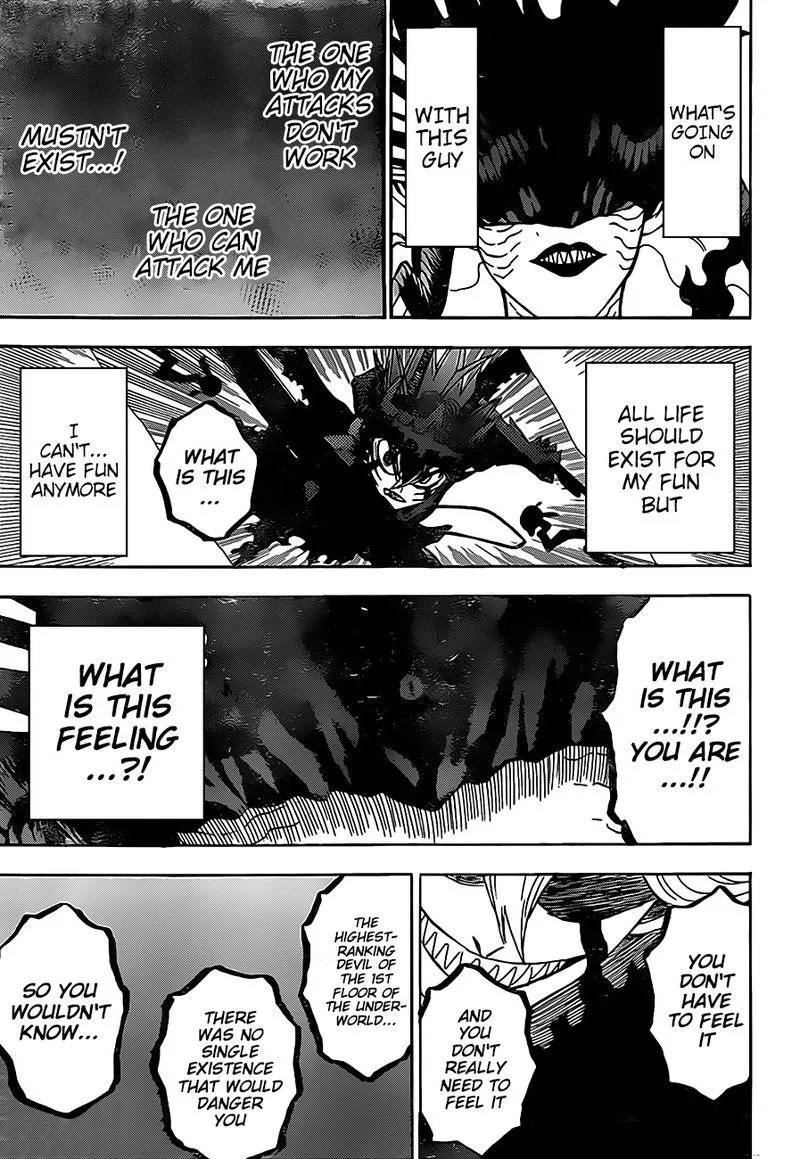 WHAT'S
GOING
ON
WITH
THIS
GUY
THE ONE
WHO MY
ATTACKS
DON'T
WORK
THE ONE
WHO CAN
ATTACK ME
MUSTN'T
EXIST...!
ALL LIFE
SHOULD
EXIST FOR
MY FUN
BUT
WHAT
IS THIS
...
I
CAN'T...
HAVE FUN
ANYMORE
WHAT
IS THIS
...!!?
YOU ARE
...!!
WHAT
IS THIS
FEELING
...?!
YOU
DON'T
HAVE
TO FEEL
IT
AND
YOU
DON'T
REALLY
NEED TO
FEEL IT
THE
HIGHEST-
RANKING
DEVIL OF
THE 1ST
FLOOR OF
THE UNDER-
WORLD...
THERE
WAS NO
SINGLE
EXISTENCE
THAT WOULD
DANGER
YOU
SO YOU
WOULDN'T
KNOW...